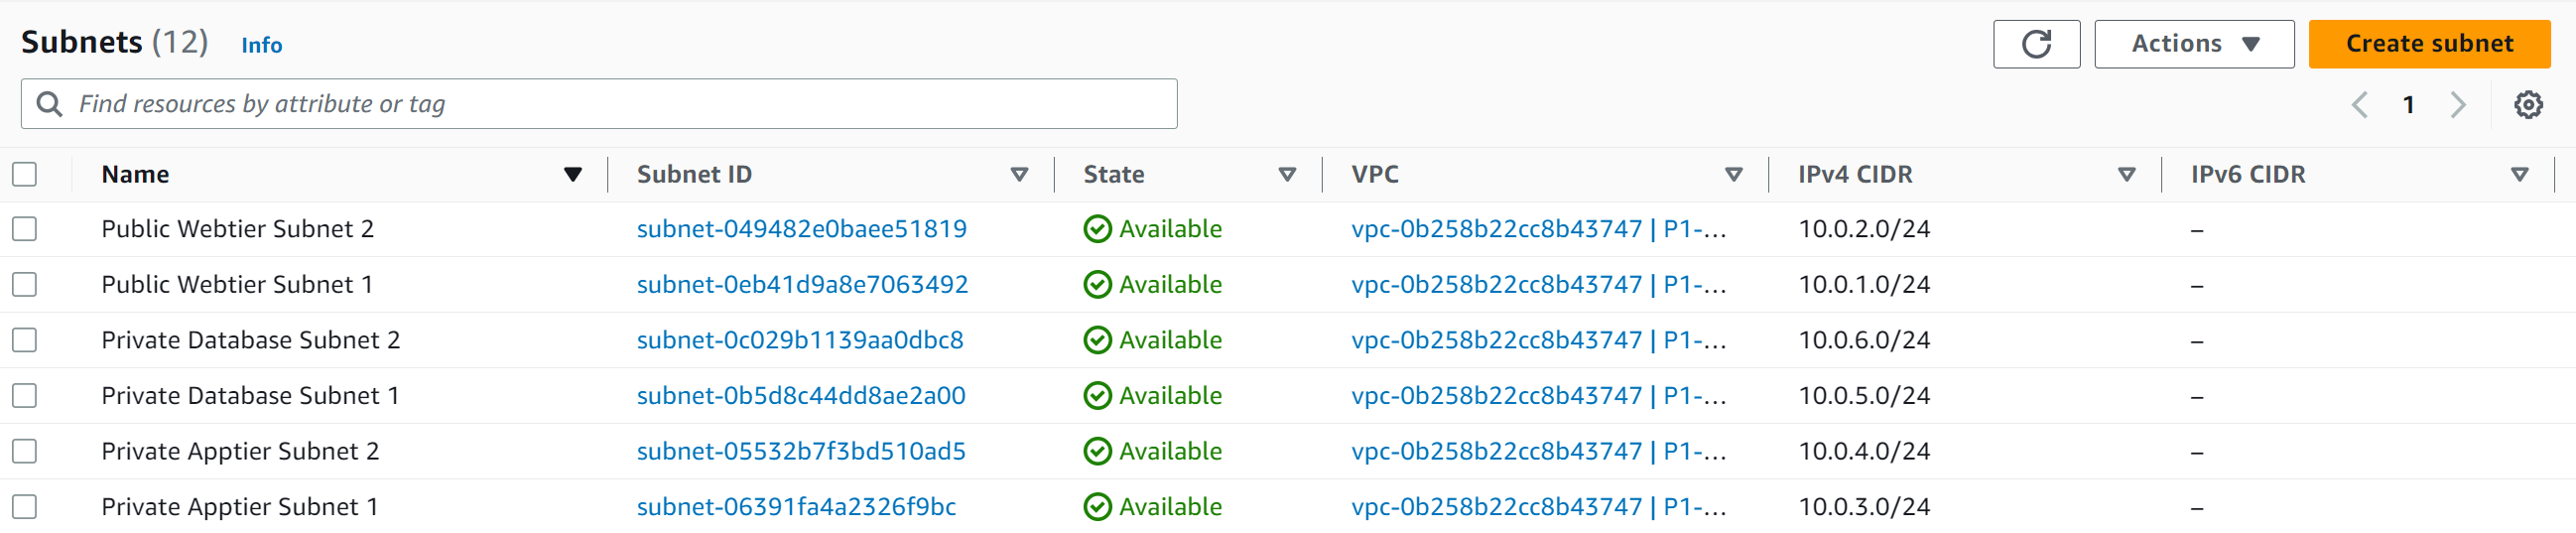 Subnets (12) Info
Actions Create subnet
Find resources by attribute or tag
1
Name Subnet ID State VPC IPv4 CIDR IPv6 CIDR
Public Webtier Subnet 2 subnet-049482e0baee51819 Available vpc-0b258b22cc8b43747 | P1-... 10.0.2.0/24 –
Public Webtier Subnet 1 subnet-0eb41d9a8e7063492 Available vpc-0b258b22cc8b43747 | P1-... 10.0.1.0/24 –
Private Database Subnet 2 subnet-0c029b1139aa0dbc8 Available vpc-0b258b22cc8b43747 | P1-... 10.0.6.0/24 –
Private Database Subnet 1 subnet-0b5d8c44dd8ae2a00 Available vpc-0b258b22cc8b43747 | P1-... 10.0.5.0/24 –
Private Apptier Subnet 2 subnet-05532b7f3bd510ad5 Available vpc-0b258b22cc8b43747 | P1-... 10.0.4.0/24 –
Private Apptier Subnet 1 subnet-06391fa4a2326f9bc Available vpc-0b258b22cc8b43747 | P1-... 10.0.3.0/24 –